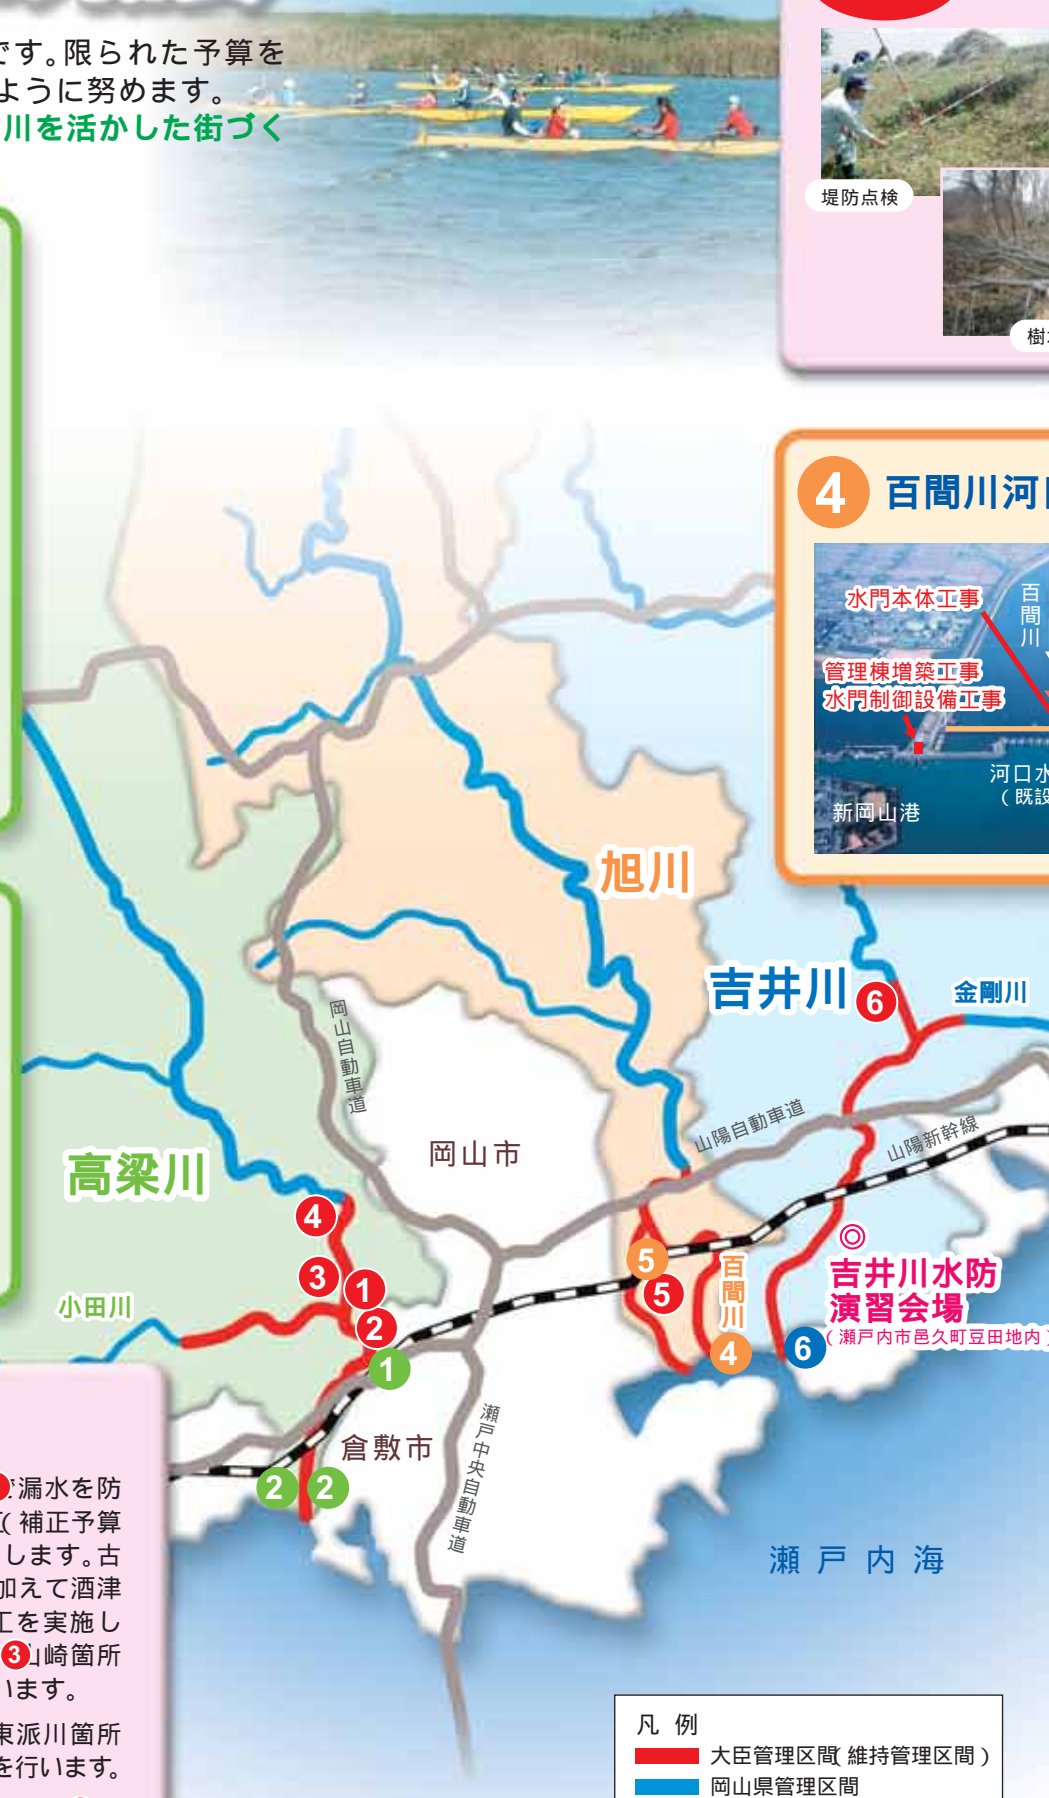 です。限られた予算を
ように努めます。
川を活かした街づく
堤防点検
4 百間川河
水門本体工事
百間川
管理棟増築工事
水門制御設備工事
河口水
（既設
新岡山港
旭川
吉井川
6
金剛川
岡山自動車道
山陽自動車道
山陽新幹線
岡山市
高梁川
4
3
1
2
1
小田川
5
5
百間川
4
吉井川水防
演習会場
（瀬戸内市邑久町豆田地内）
6
倉敷市
2
2
瀬戸中央自動車道
瀬戸内海
で漏水を防
（補正予算
します。古
加えて酒津
工を実施し
3山崎箇所
います。
東派川箇所
を行います。
凡例
大臣管理区間（維持管理区間）
岡山県管理区間